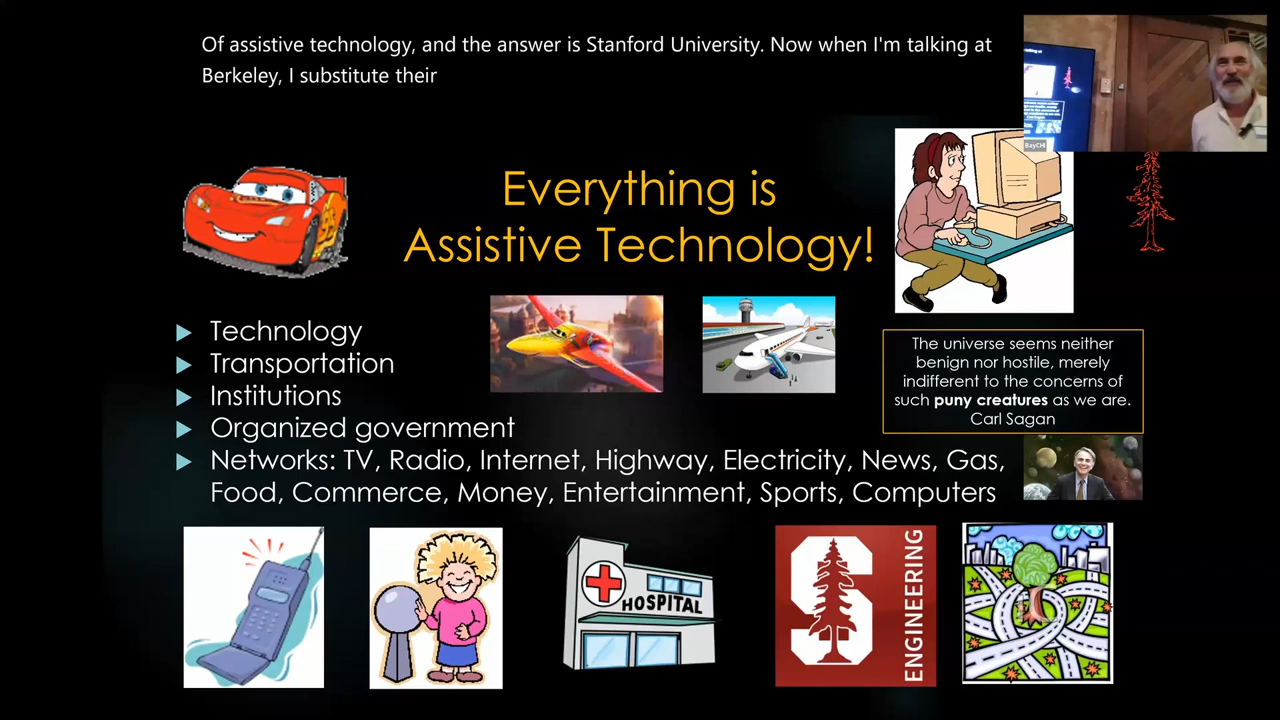 Of assistive technology, and the answer is Stanford University. Now when I'm talking at
Berkeley, I substitute their
BayCHI
Everything is
Assistive Technology!
Technology
Transportation
Institutions
Organized government
Networks: TV, Radio, Internet, Highway, Electricity, News, Gas,
Food, Commerce, Money, Entertainment, Sports, Computers
The universe seems neither
benign nor hostile, merely
indifferent to the concerns of
such puny creatures as we are.
Carl Sagan
HOSPITAL
S
ENGINEERING